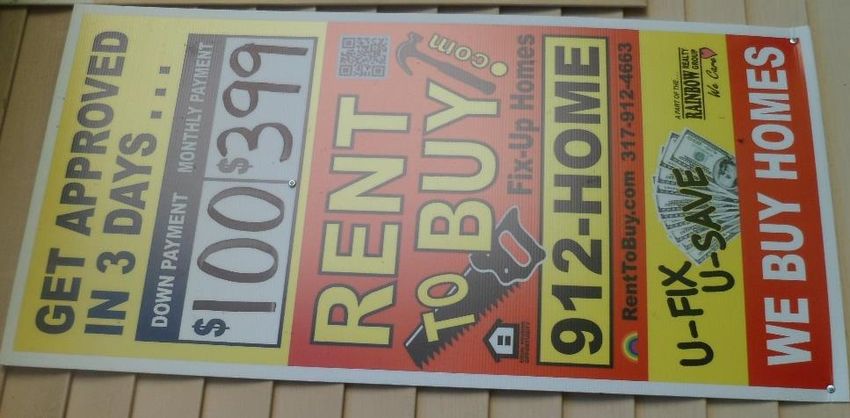 GET APPROVED
IN 3 DAYS...
DOWN PAYMENT MONTHLY PAYMENT
$100 $399
RENT
TO BUY!.com
Fix-Up Homes
912-HOME
RentToBuy.com 317-912-4663
U-FIX
U-SAVE
A PART OF THE...
RAINBOW REALTY
GROUP
We Care
WE BUY HOMES